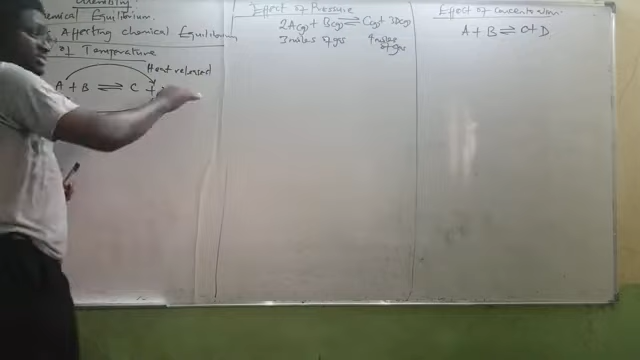 Chemical Equilibrium.
Affecting chemical Equilibrium
of Temperature
Heat released
A + B ⇌ C +
Effect of Pressure
2A(g) + B(g) ⇌ C(g) +
3 moles of gas
4 moles of gas
Effect of Concentration
A + B ⇌ C + D